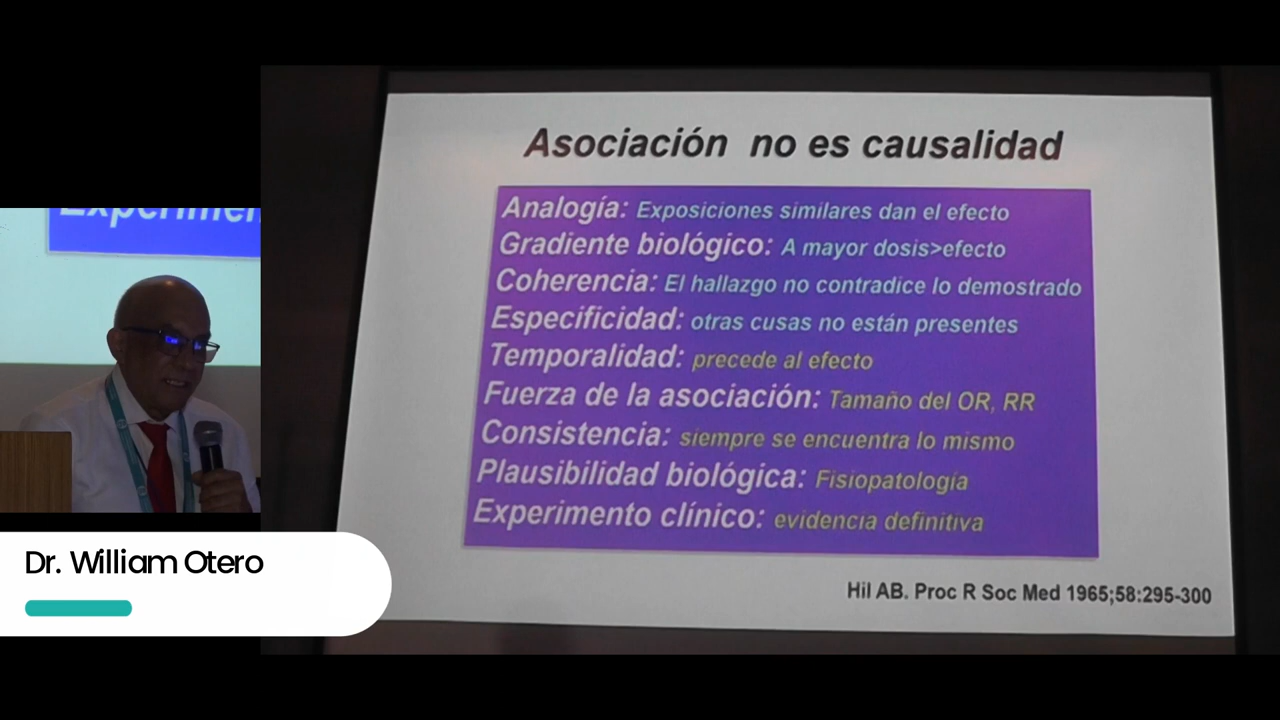 Asociación no es causalidad
Analogía: Exposiciones similares dan el efecto
Gradiente biológico: A mayor dosis>efecto
Coherencia: El hallazgo no contradice lo demostrado
Especificidad: otras cusas no están presentes
Temporalidad: precede al efecto
Fuerza de la asociación: Tamaño del OR, RR
Consistencia: siempre se encuentra lo mismo
Plausibilidad biológica: Fisiopatología
Experimento clínico: evidencia definitiva
Hil AB. Proc R Soc Med 1965;58:295-300
Dr. William Otero